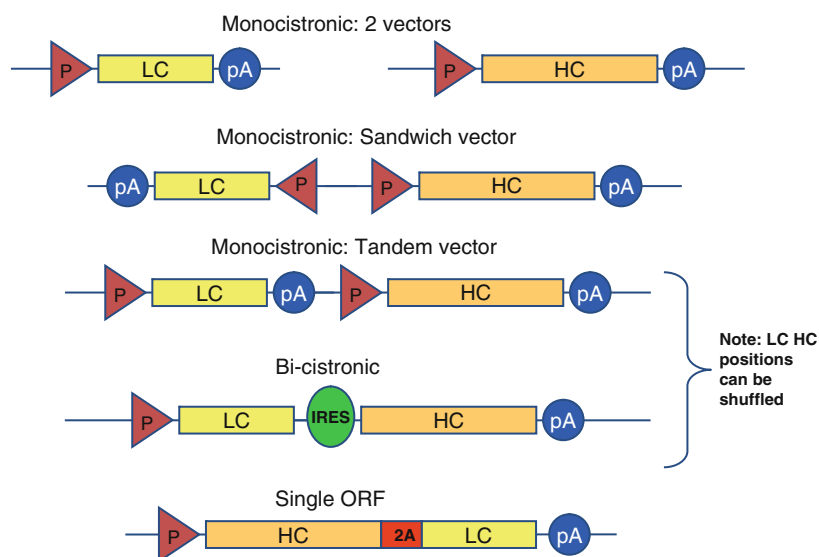 Monocistronic: 2 vectors
P LC pA P HC pA
Monocistronic: Sandwich vector
pA LC P P HC pA
Monocistronic: Tandem vector
P LC pA P HC pA
Note: LC HC
positions
can be
shuffled
Bi-cistronic
P LC IRES HC pA
Single ORF
P HC 2A LC pA